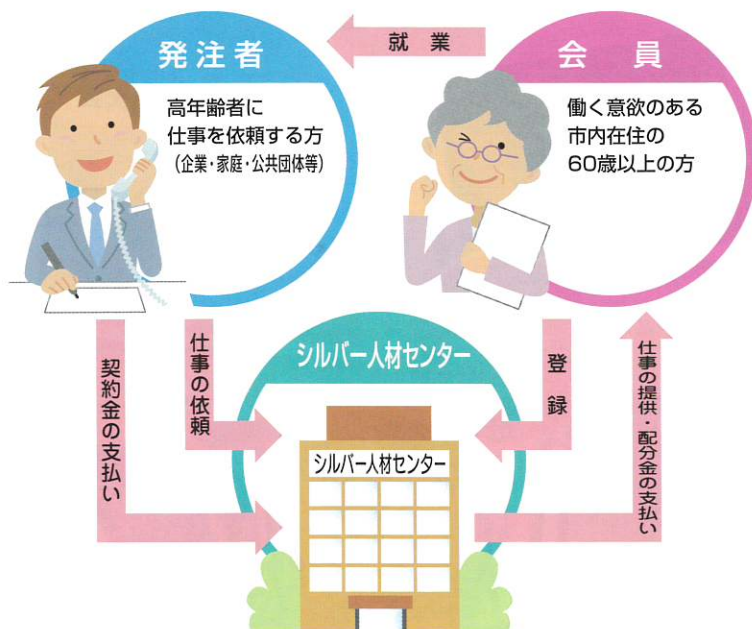 発注者
高年齢者に
仕事を依頼する方
（企業・家庭・公共団体等）
就業
会員
働く意欲のある
市内在住の
60歳以上の方
契約金の支払い
仕事の依頼
シルバー人材センター
シルバー人材センター
登録
仕事の提供・配分金の支払い